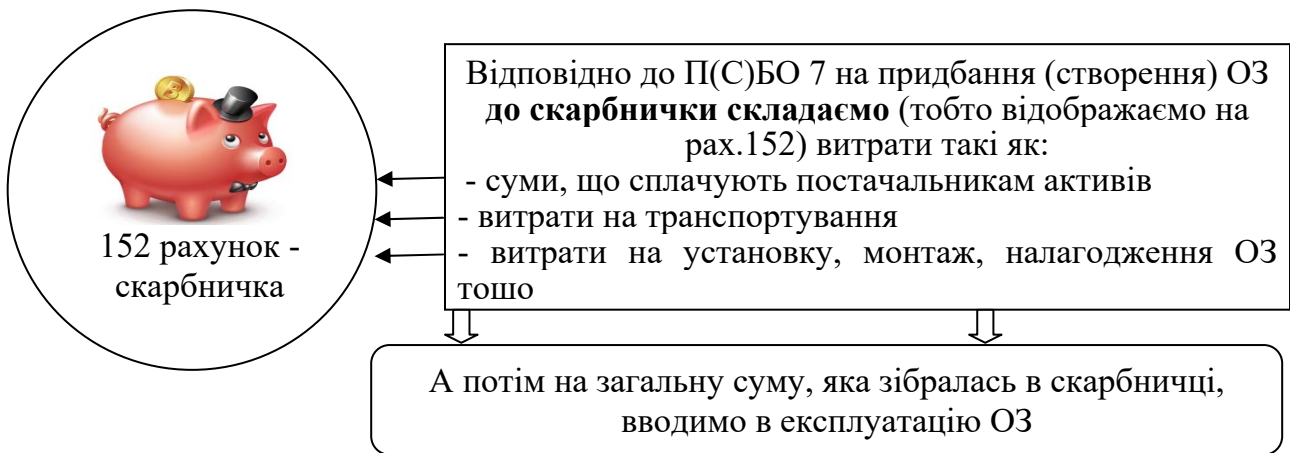 152 рахунок -
скарбничка
Відповідно до П(С)БО 7 на придбання (створення) ОЗ
до скарбнички складаємо (тобто відображаємо на
рах.152) витрати такі як:
- суми, що сплачують постачальникам активів
- витрати на транспортування
- витрати на установку, монтаж, налагодження ОЗ
тошо
А потім на загальну суму, яка зібралась в скарбничці,
вводимо в експлуатацію ОЗ